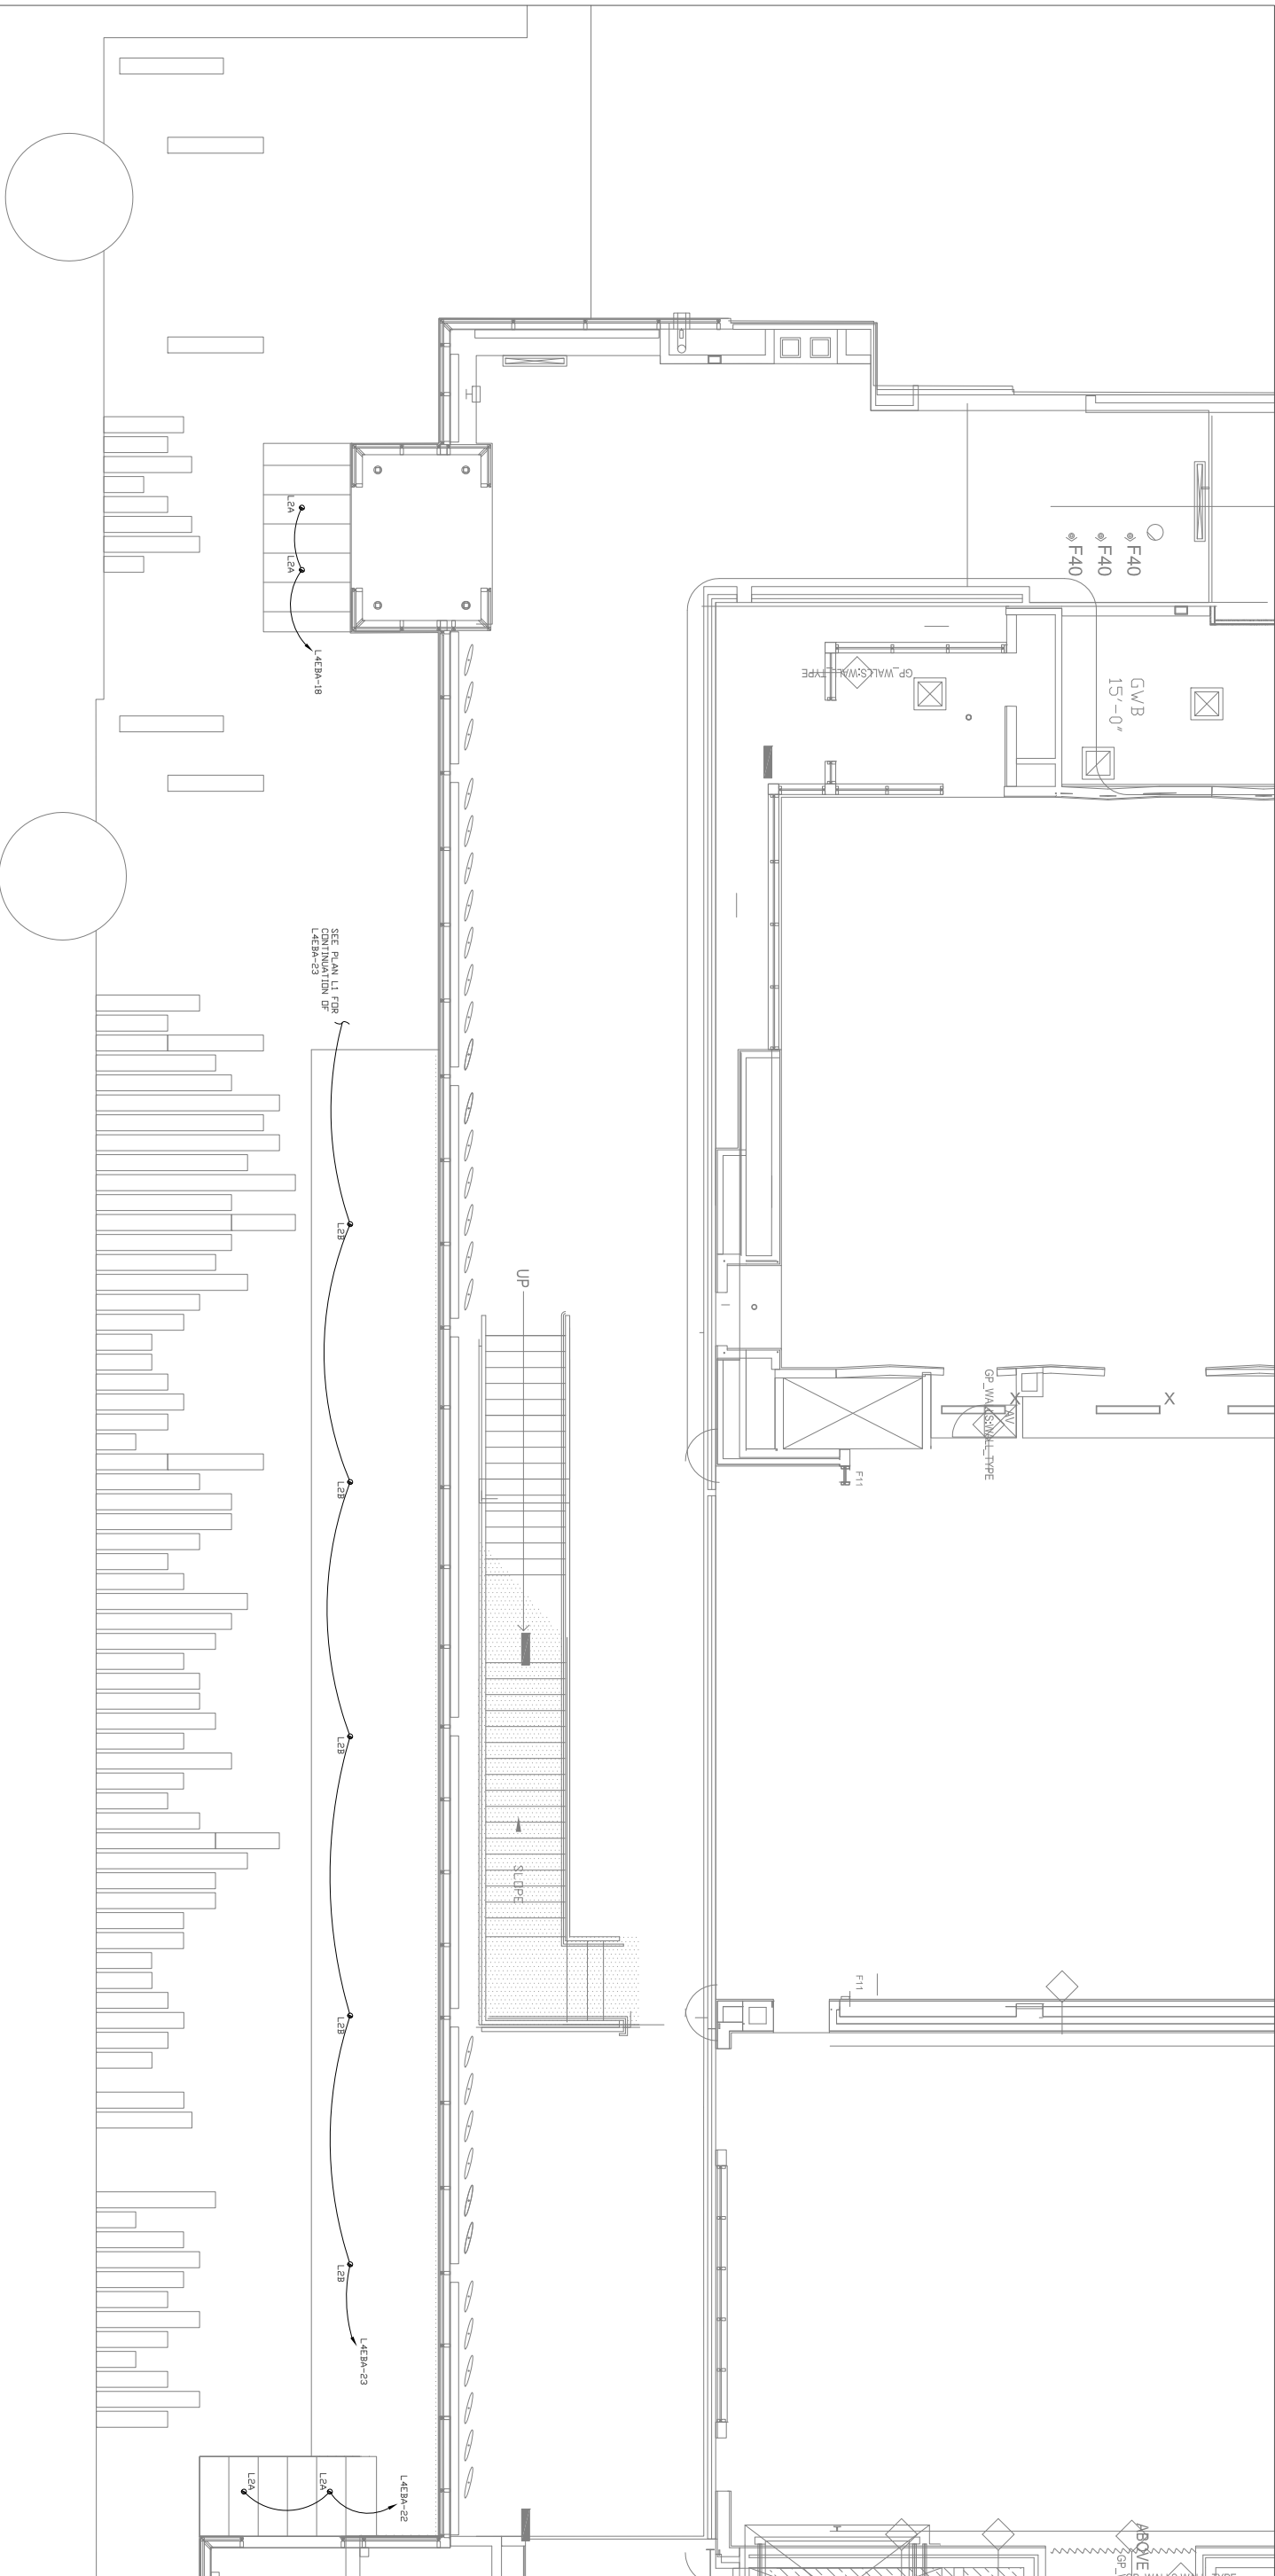 F40
F40
F40
L2A
L2A
L4EBA-18
GWB
15'-0"
GP_WALLS:WALL_TYPE
SEE PLAN L1 FOR
CONTINUATION OF
L4EBA-23
L2B
UP
X
X
AV
GP_WALLS:WALL_TYPE
F11
L2B
L2B
SLOPE
F11
L2B
L2B
L4EBA-23
L2A
L2A
L4EBA-22
ABOVE